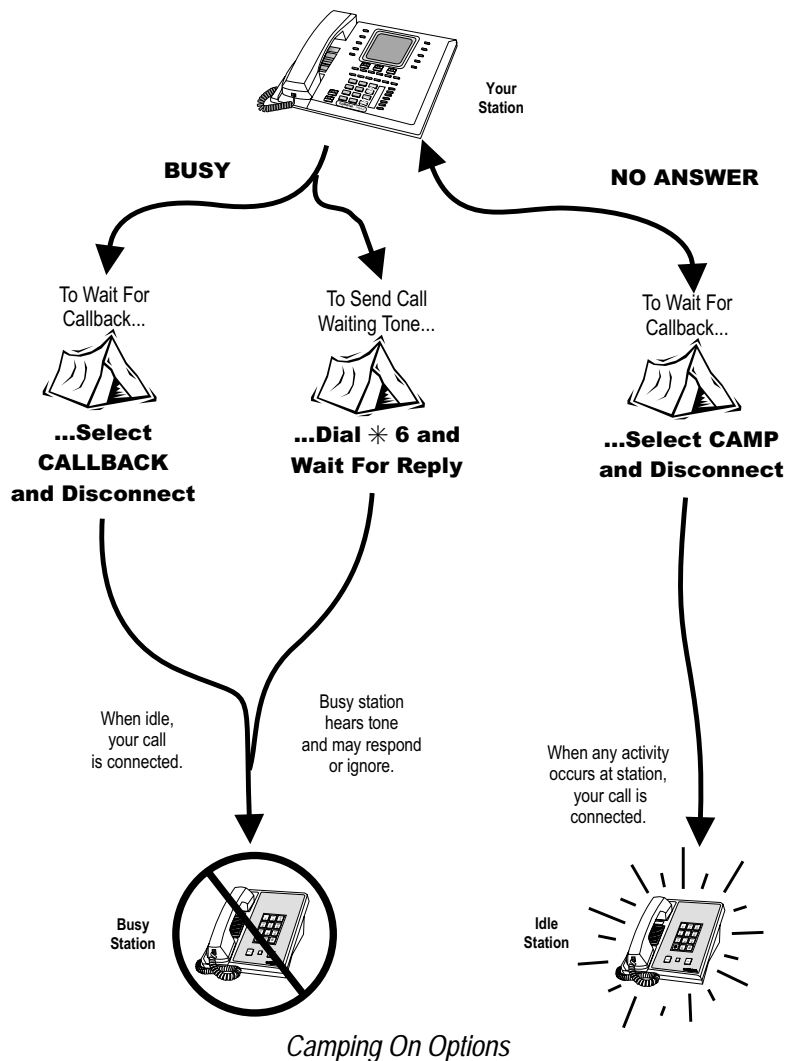 Your
Station
BUSY
NO ANSWER
To Wait For
Callback...
...Select
CALLBACK
and Disconnect
To Send Call
Waiting Tone...
...Dial ✳ 6 and
Wait For Reply
To Wait For
Callback...
...Select CAMP
and Disconnect
When idle,
your call
is connected.
Busy station
hears tone
and may respond
or ignore.
When any activity
occurs at station,
your call is
connected.
Busy
Station
Idle
Station
Camping On Options